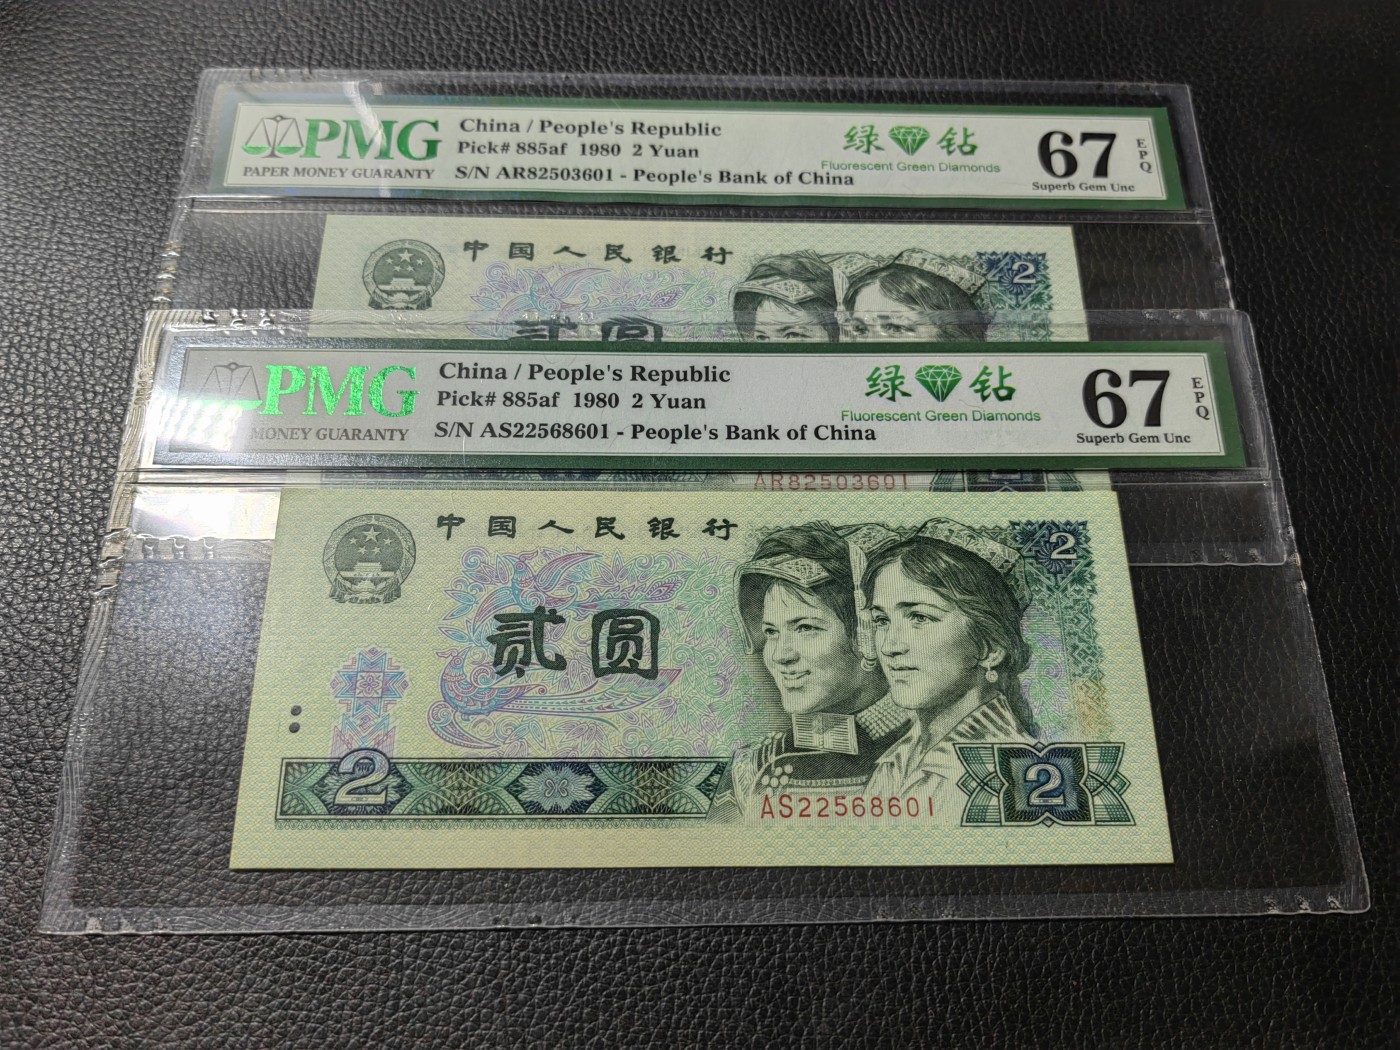 PMG
PAPER MONEY GUARANTY
China / People's Republic
Pick# 885af 1980 2 Yuan
S/N AR82503601 - People's Bank of China
绿 钻
Fluorescent Green Diamonds
67
EPQ
Superb Gem Unc
中国人民银行
2
贰圆
PMG
MONEY GUARANTY
China / People's Republic
Pick# 885af 1980 2 Yuan
S/N AS22568601 - People's Bank of China
绿 钻
Fluorescent Green Diamonds
67
EPQ
Superb Gem Unc
AR82503601
中国人民银行
2
贰圆
2
AS22568601
2